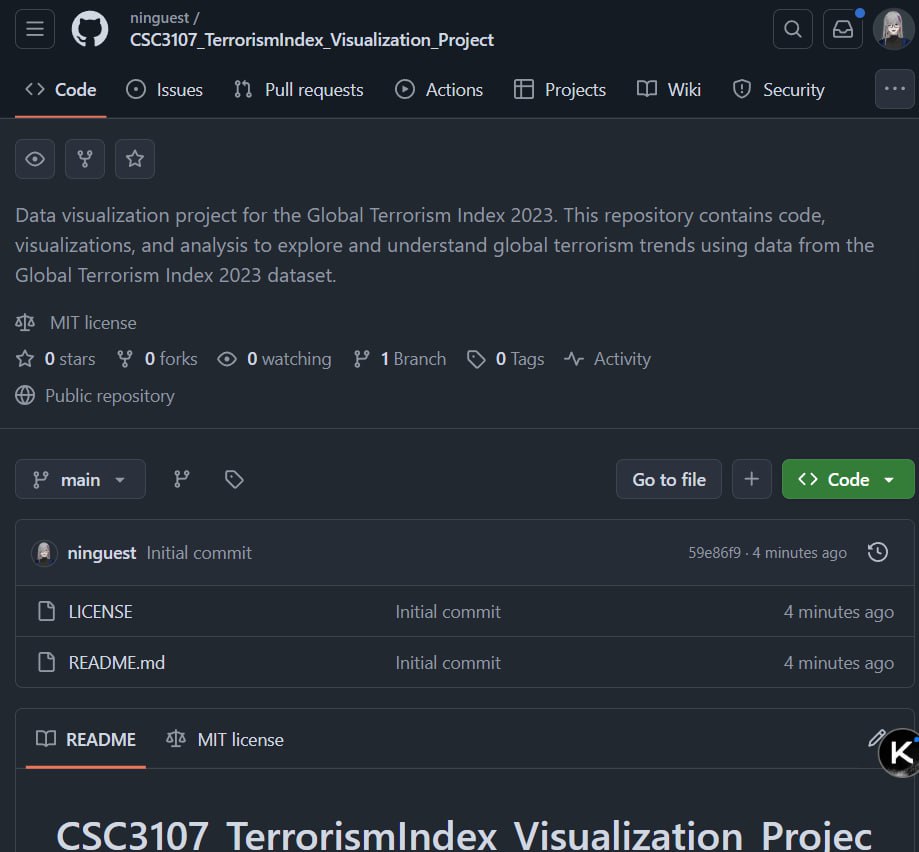 ninguest /
CSC3107_TerrorismIndex_Visualization_Project
Code Issues Pull requests Actions Projects Wiki Security
Data visualization project for the Global Terrorism Index 2023. This repository contains code,
visualizations, and analysis to explore and understand global terrorism trends using data from the
Global Terrorism Index 2023 dataset.
MIT license
0 stars 0 forks 0 watching 1 Branch 0 Tags Activity
Public repository
main Go to file Code
ninguest Initial commit 59e86f9 · 4 minutes ago
LICENSE Initial commit 4 minutes ago
README.md Initial commit 4 minutes ago
README MIT license
K
CSC3107_TerrorismIndex_Visualization_Projec